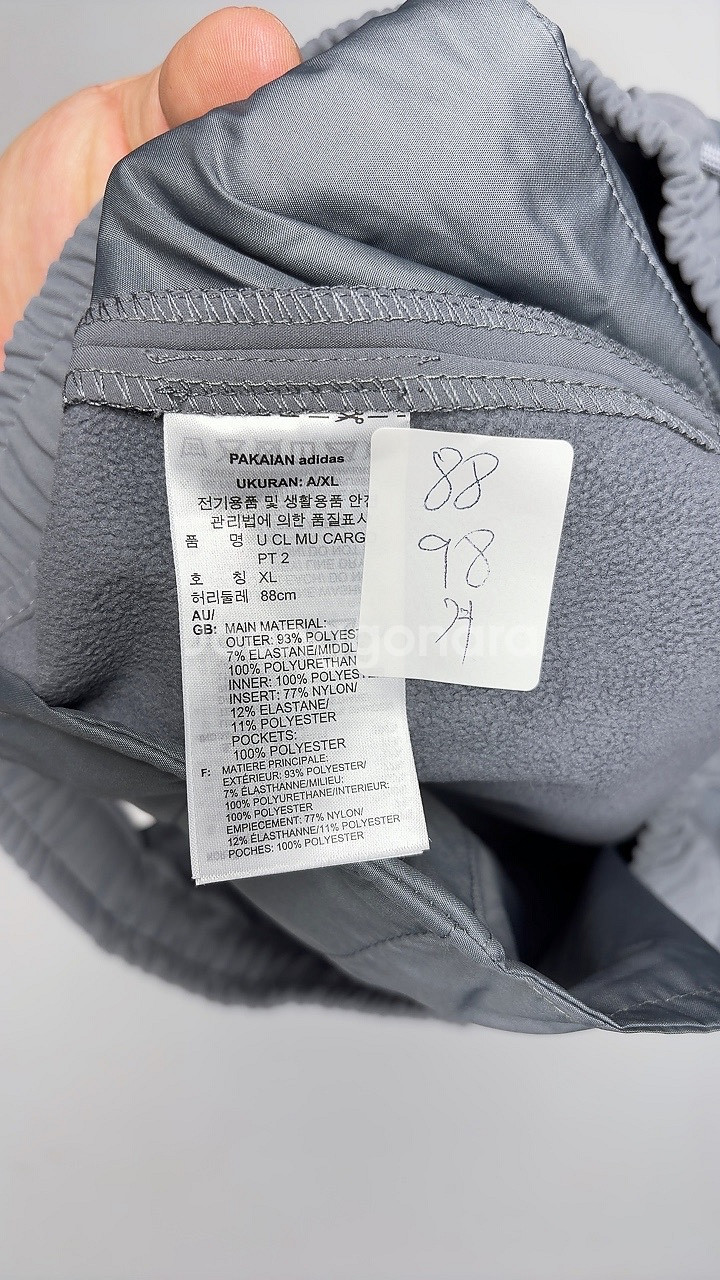 PAKAIAN adidas
UKURAN: A/XL
전기용품 및 생활용품 안전
관리법에 의한 품질표시
품 명 U CL MU CARG
PT 2
호 칭 XL
허리둘레 88cm
AU/
GB: MAIN MATERIAL:
OUTER: 93% POLYEST
7% ELASTANE/MIDDL
100% POLYURETHAN
INNER: 100% POLYEST
INSERT: 77% NYLON/
12% ELASTANE/
11% POLYESTER
POCKETS:
100% POLYESTER
F: MATIERE PRINCIPALE:
EXTÉRIEUR: 93% POLYESTER/
7% ÉLASTHANNE/MILIEU:
100% POLYURETHANE/INTERIEUR:
100% POLYESTER
EMPIECEMENT: 77% NYLON/
12% ÉLASTHANNE/11% POLYESTER
POCHES: 100% POLYESTER
88
98